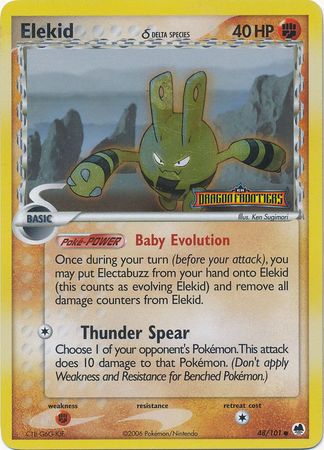 Elekid
δ DELTA SPECIES
40 HP
EX
DRAGON FRONTIERS
Illus. Ken Sugimori
BASIC
Poké-POWER Baby Evolution
Once during your turn (before your attack), you
may put Electabuzz from your hand onto Elekid
(this counts as evolving Elekid) and remove all
damage counters from Elekid.
Thunder Spear
Choose 1 of your opponent's Pokémon. This attack
does 10 damage to that Pokémon. (Don't apply
Weakness and Resistance for Benched Pokémon.)
weakness resistance retreat cost
©2006 Pokémon/Nintendo 48/101 ●